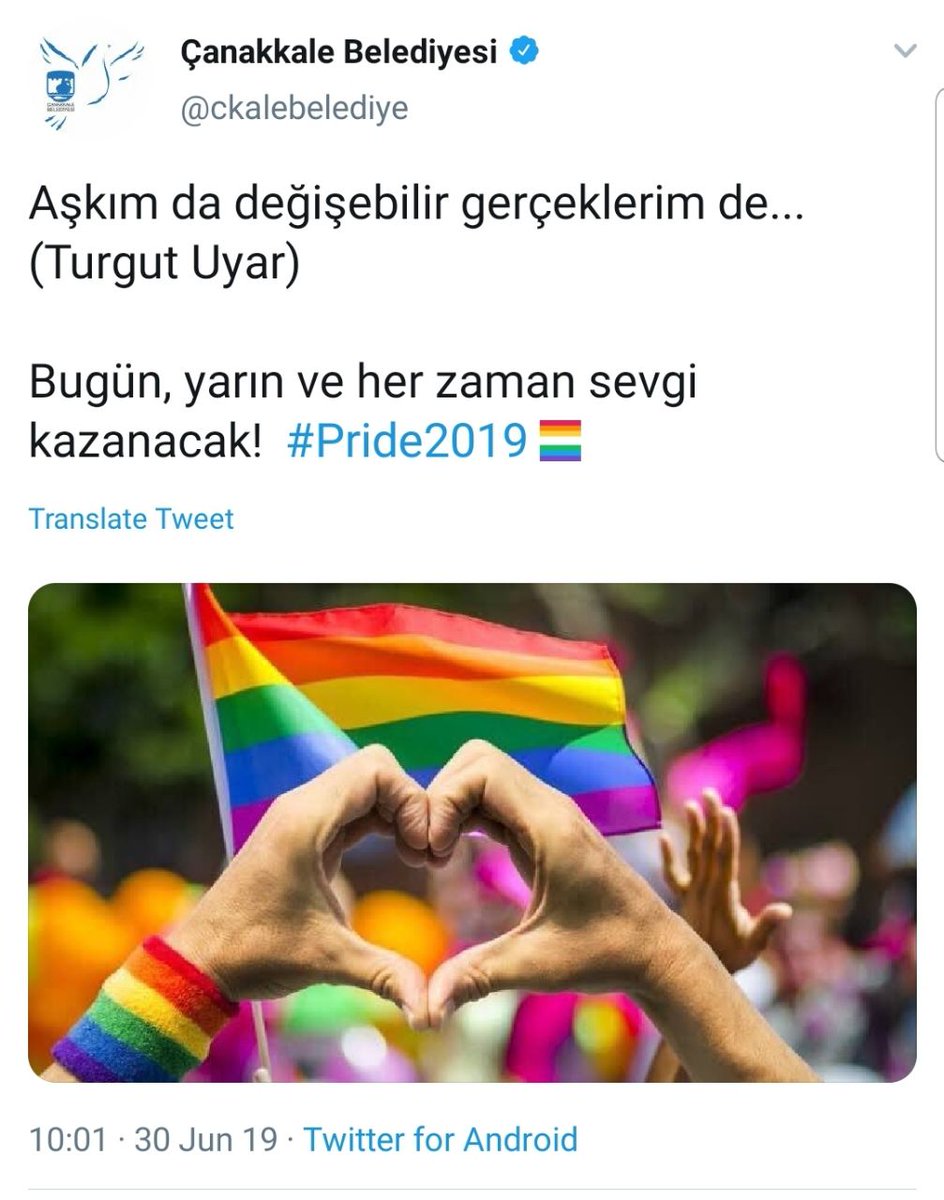 Çanakkale Belediyesi
@ckalebelediye
Aşkım da değişebilir gerçeklerim de...
(Turgut Uyar)
Bugün, yarın ve her zaman sevgi
kazanacak! #Pride2019
Translate Tweet
10:01 · 30 Jun 19 · Twitter for Android